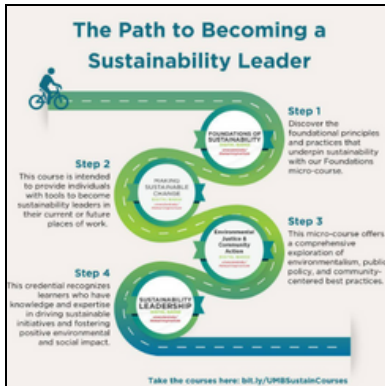 The Path to Becoming a
Sustainability Leader
FOUNDATIONS OF
SUSTAINABILITY
Step 1
Discover the
foundational principles
and practices that
underpin sustainability
with our Foundations
micro-course.
Step 2
This course is intended
to provide individuals
with tools to become
sustainability leaders in
their current or future
places of work.
MAKING
SUSTAINABLE
CHANGE
Environmental
Justice &
Community
Action
Step 3
This micro-course offers
a comprehensive
exploration of
environmentalism, public
policy, and community-
centered best practices.
Step 4
This credential recognizes
learners who have
knowledge and expertise
in driving sustainable
initiatives and fostering
positive environmental
and social impact.
SUSTAINABILITY
LEADERSHIP
Take the courses here: bit.ly/UMBSustainCourses